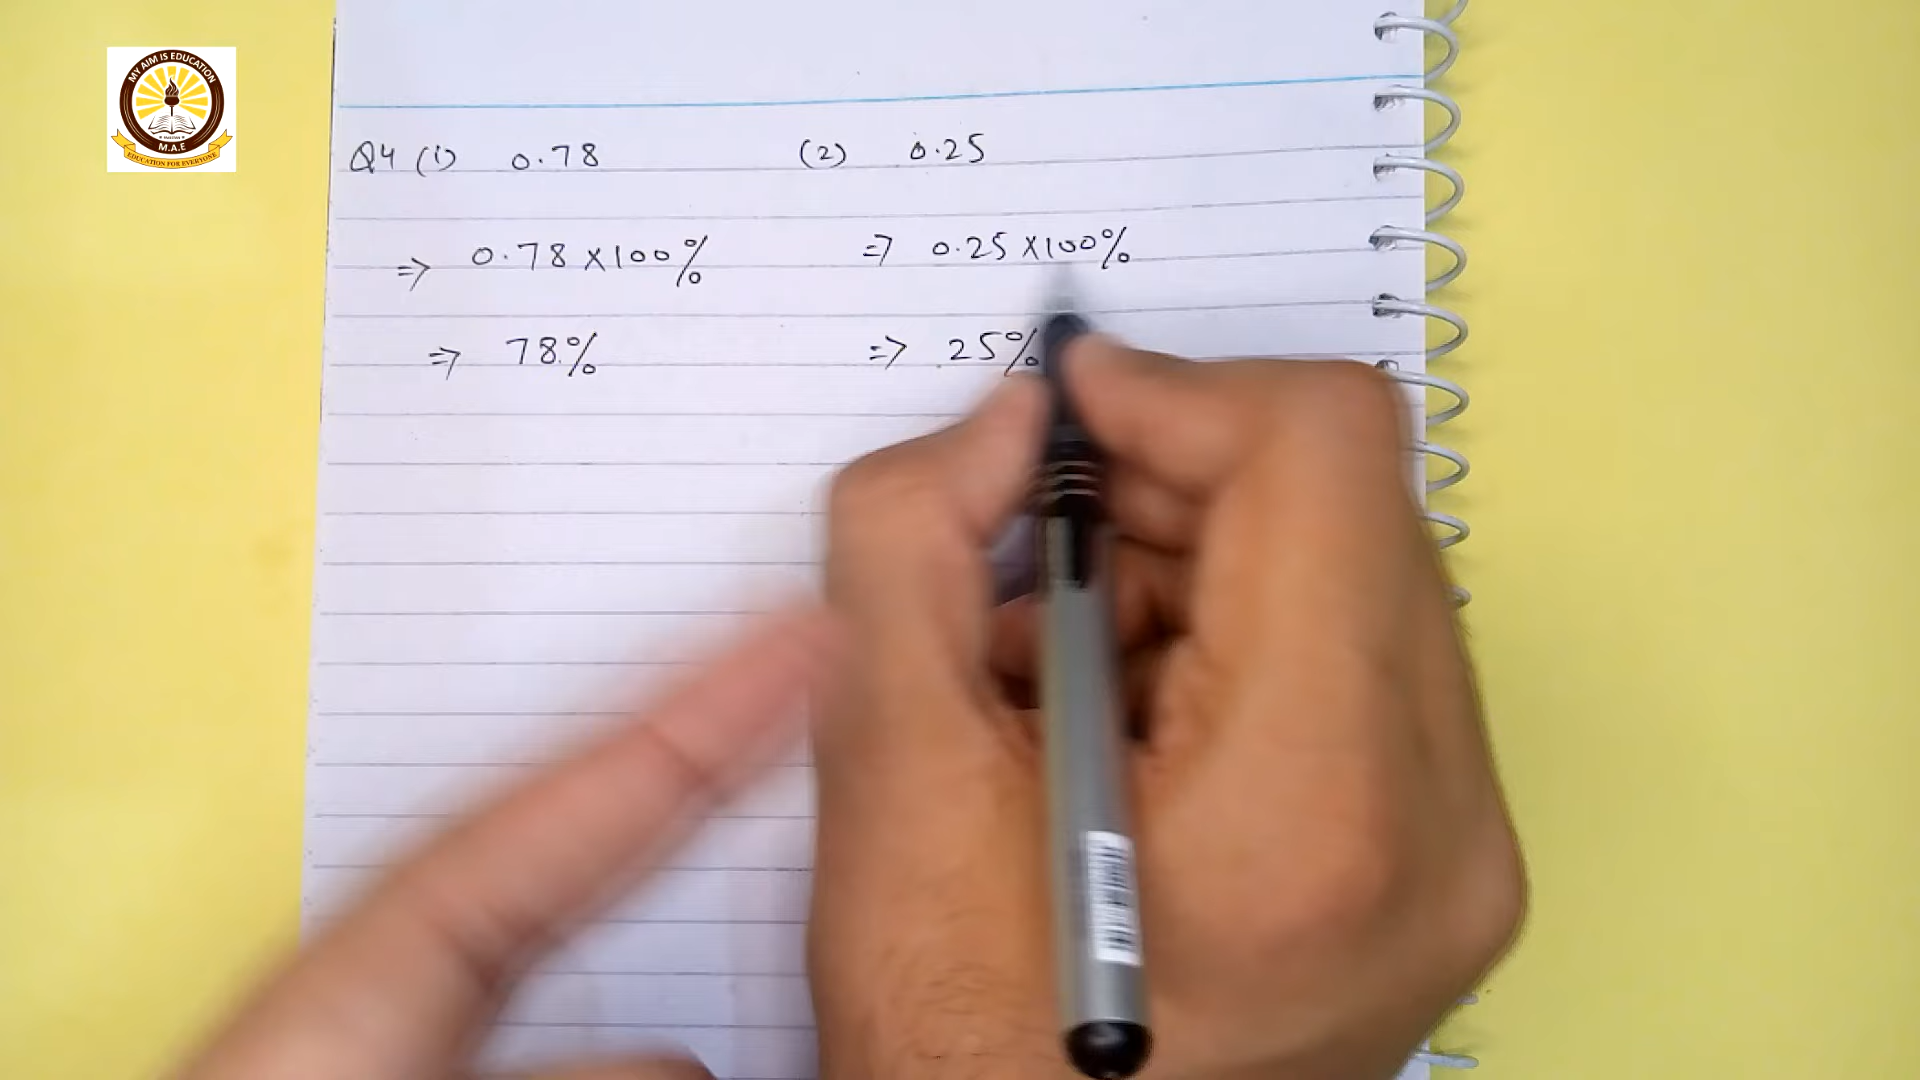 MY AIM IS EDUCATION
M.A.E
EDUCATION FOR EVERYONE
Q4 (1) 0.78 (2) 0.25
=> 0.78 x 100% => 0.25 x 100%
=> 78% => .25%